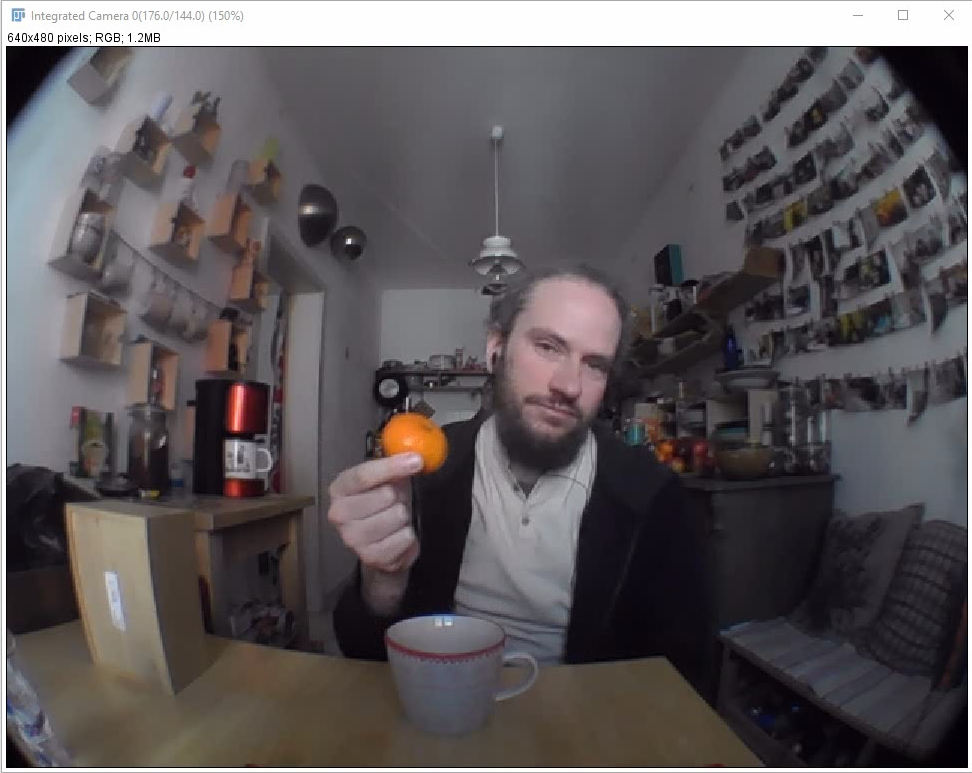 Integrated Camera 0(176.0/144.0) (150%)
640x480 pixels; RGB; 1.2MB